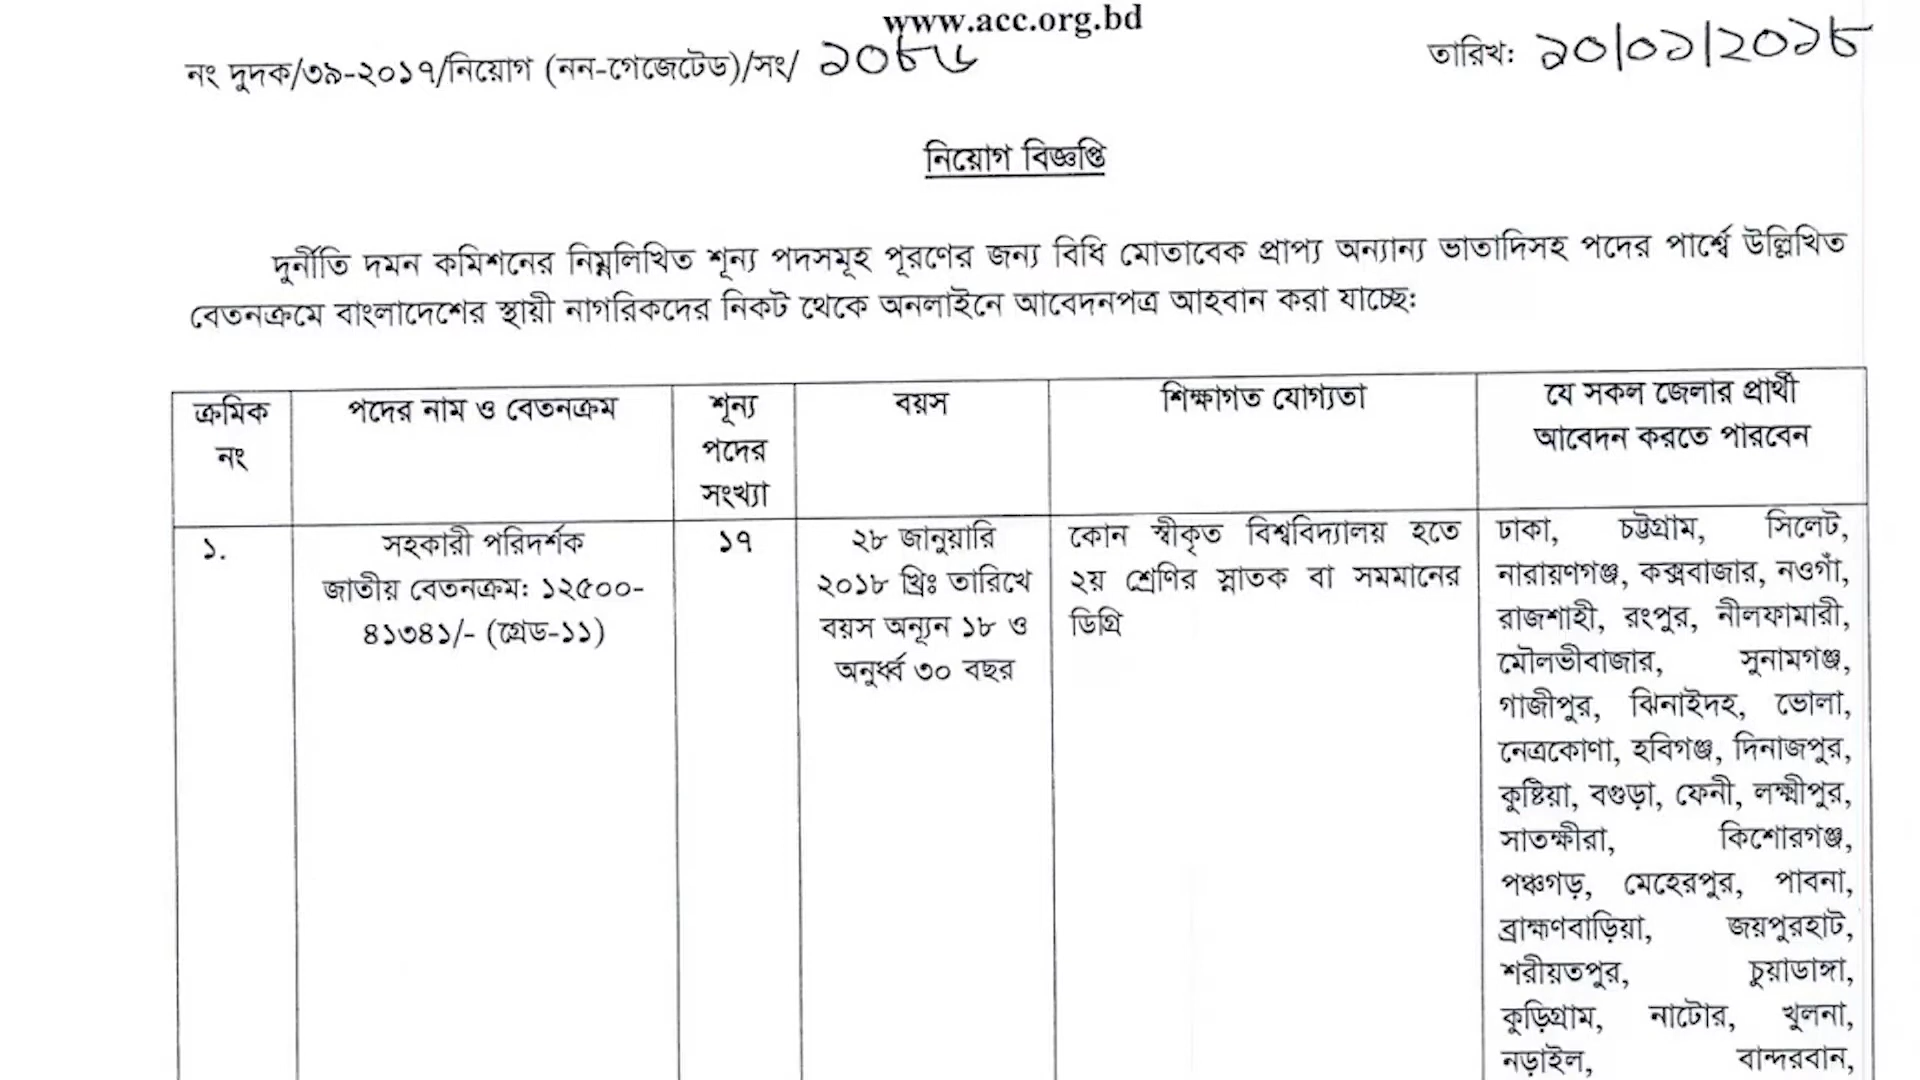 www.acc.org.bd
নং দুদক/৩৯-২০১৭/নিয়োগ (নন-গেজেটেড)/সং/ ১০৮৬
তারিখঃ ১০/০১/২০১৮
নিয়োগ বিজ্ঞপ্তি
দুর্নীতি দমন কমিশনের নিম্নলিখিত শূন্য পদসমূহ পূরণের জন্য বিধি মোতাবেক প্রাপ্য অন্যান্য ভাতাদিসহ পদের পার্শ্বে উল্লিখিত
বেতনক্রমে বাংলাদেশের স্থায়ী নাগরিকদের নিকট থেকে অনলাইনে আবেদনপত্র আহবান করা যাচ্ছেঃ
ক্রমিক
নং
পদের নাম ও বেতনক্রম
শূন্য
পদের
সংখ্যা
বয়স
শিক্ষাগত যোগ্যতা
যে সকল জেলার প্রার্থী
আবেদন করতে পারবেন
১.
সহকারী পরিদর্শক
জাতীয় বেতনক্রমঃ ১২৫০০-
৪১৩৪১/- (গ্রেড-১১)
১৭
২৮ জানুয়ারি
২০১৮ খ্রিঃ তারিখে
বয়স অন্যূন ১৮ ও
অনুর্ধ্ব ৩০ বছর
কোন স্বীকৃত বিশ্ববিদ্যালয় হতে
২য় শ্রেণির স্নাতক বা সমমানের
ডিগ্রি
ঢাকা, চট্টগ্রাম, সিলেট,
নারায়ণগঞ্জ, কক্সবাজার, নওগাঁ,
রাজশাহী, রংপুর, নীলফামারী,
মৌলভীবাজার, সুনামগঞ্জ,
গাজীপুর, ঝিনাইদহ, ভোলা,
নেত্রকোণা, হবিগঞ্জ, দিনাজপুর,
কুষ্টিয়া, বগুড়া, ফেনী, লক্ষ্মীপুর,
সাতক্ষীরা, কিশোরগঞ্জ,
পঞ্চগড়, মেহেরপুর, পাবনা,
ব্রাহ্মণবাড়িয়া, জয়পুরহাট,
শরীয়তপুর, চুয়াডাঙ্গা,
কুড়িগ্রাম, নাটোর, খুলনা,
নড়াইল, বান্দরবান,